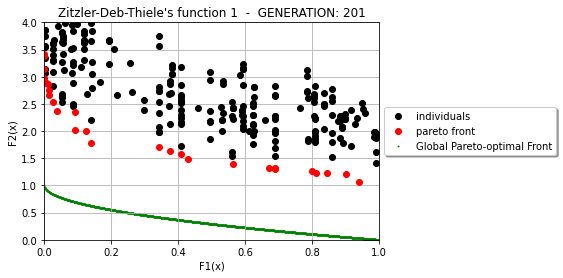 Zitzler-Deb-Thiele's function 1 - GENERATION: 201
4.0
3.5
3.0
2.5
2.0
1.5
1.0
0.5
0.0
F2(x)
0.0 0.2 0.4 0.6 0.8 1.0
F1(x)
individuals
pareto front
Global Pareto-optimal Front